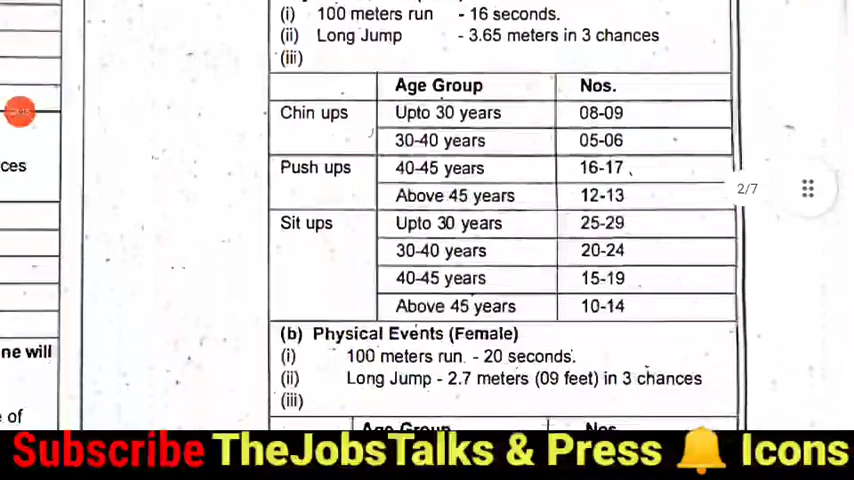 (i) 100 meters run - 16 seconds.
(ii) Long Jump - 3.65 meters in 3 chances
(iii)
Age Group Nos.
Chin ups Upto 30 years 08-09
30-40 years 05-06
ces
Push ups 40-45 years 16-17
Above 45 years 12-13
2/7
Sit ups Upto 30 years 25-29
30-40 years 20-24
40-45 years 15-19
Above 45 years 10-14
(b) Physical Events (Female)
ne will
(i) 100 meters run. - 20 seconds.
(ii) Long Jump - 2.7 meters (09 feet) in 3 chances
(iii)
e of
Age Group Nos.
Subscribe TheJobsTalks & Press 🔔 Icons